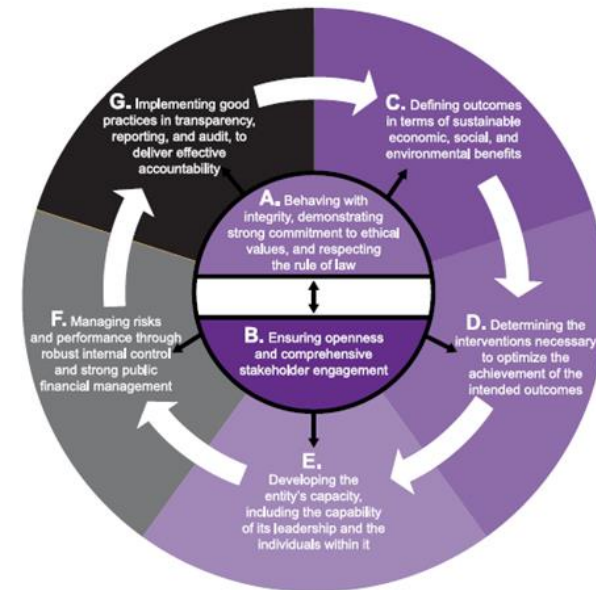 G. Implementing good
practices in transparency,
reporting, and audit, to
deliver effective
accountability
C. Defining outcomes
in terms of sustainable
economic, social, and
environmental benefits
A. Behaving with
integrity, demonstrating
strong commitment to ethical
values, and respecting
the rule of law
B. Ensuring openness
and comprehensive
stakeholder engagement
F. Managing risks
and performance through
robust internal control
and strong public
financial management
D. Determining the
interventions necessary
to optimize the
achievement of the
intended outcomes
E.
Developing the
entity's capacity,
including the capability
of its leadership and the
individuals within it